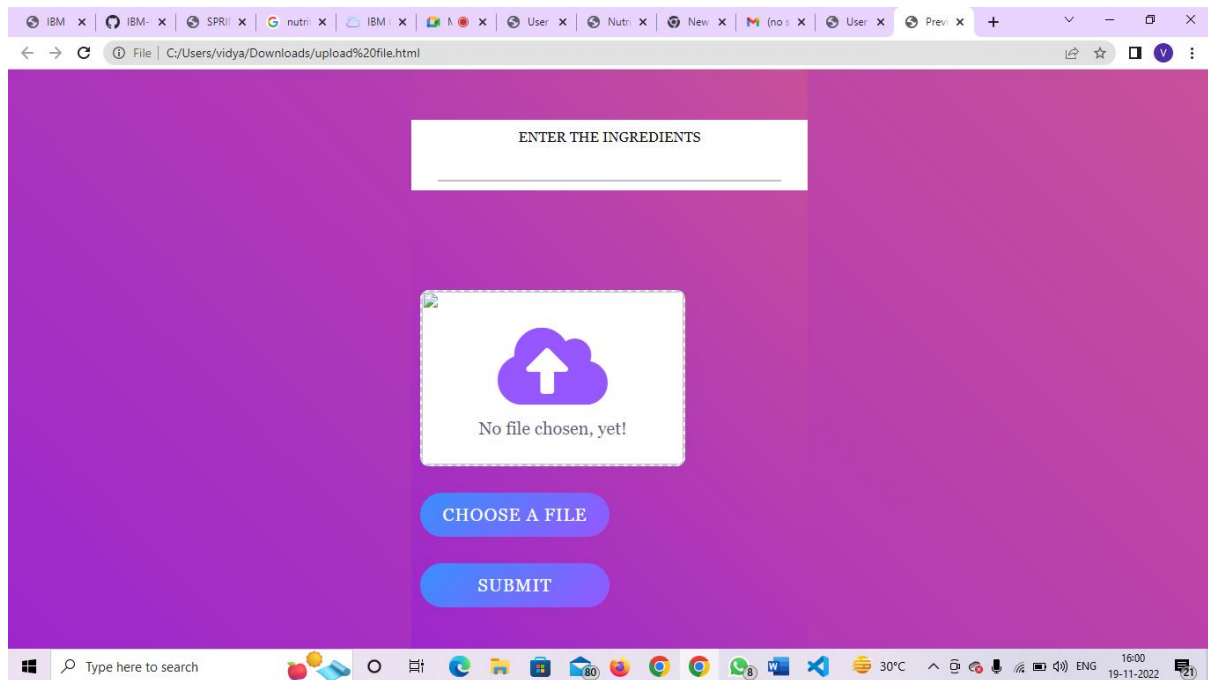 IBM IBM- SPRI nutri IBM ( N User Nutri New (no s User Previ
File C:/Users/vidya/Downloads/upload%20file.html V
ENTER THE INGREDIENTS
No file chosen, yet!
CHOOSE A FILE
SUBMIT
Type here to search 80 8 30°C ENG 16:00 21
19-11-2022